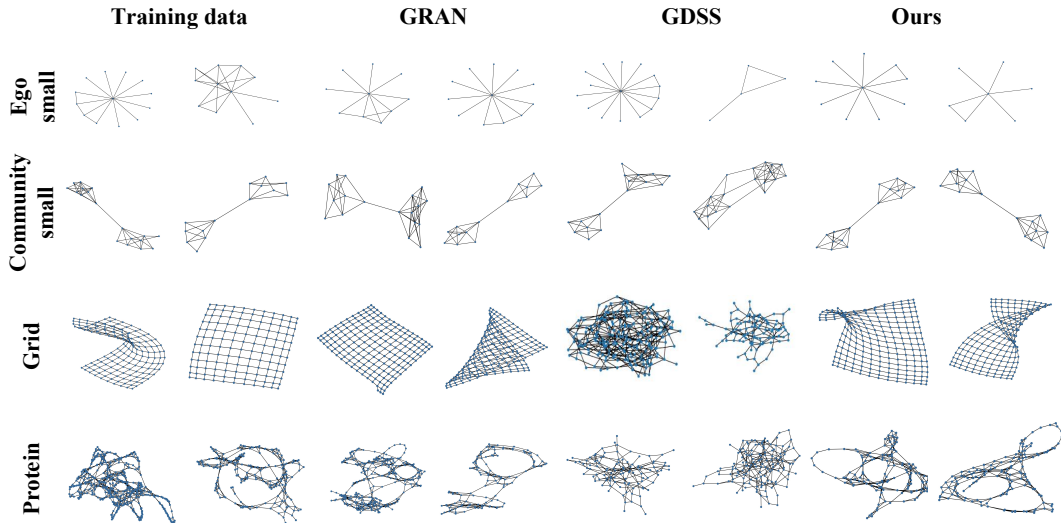 Training data GRAN GDSS Ours
Ego
small
Community
small
Grid
Protein